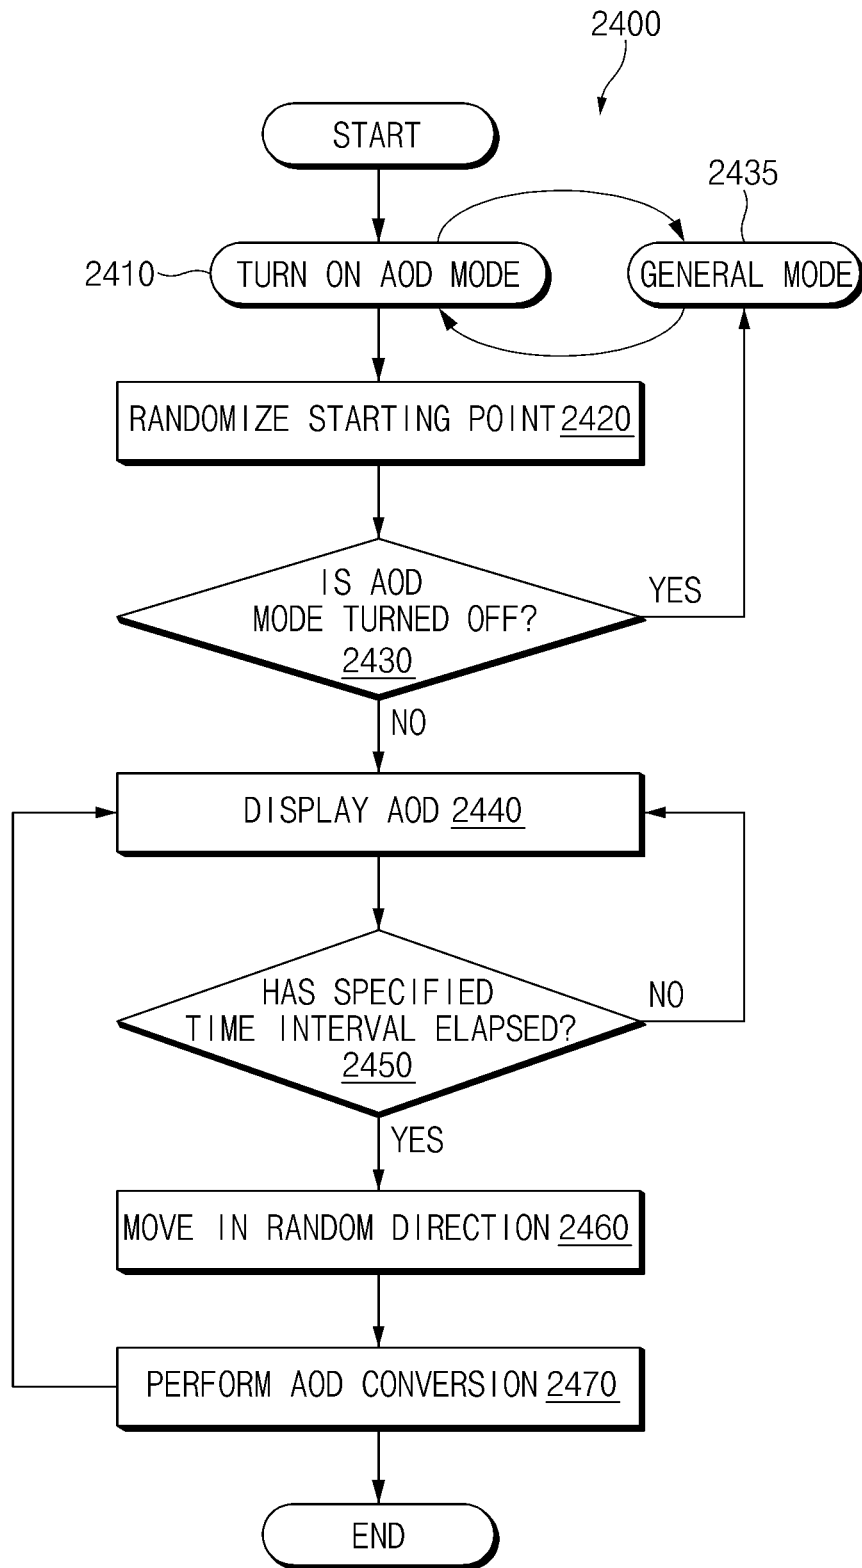 2400
START
2435
2410
TURN ON AOD MODE
GENERAL MODE
RANDOMIZE STARTING POINT 2420
IS AOD
MODE TURNED OFF?
2430
YES
NO
DISPLAY AOD 2440
HAS SPECIFIED
TIME INTERVAL ELAPSED?
2450
NO
YES
MOVE IN RANDOM DIRECTION 2460
PERFORM AOD CONVERSION 2470
END